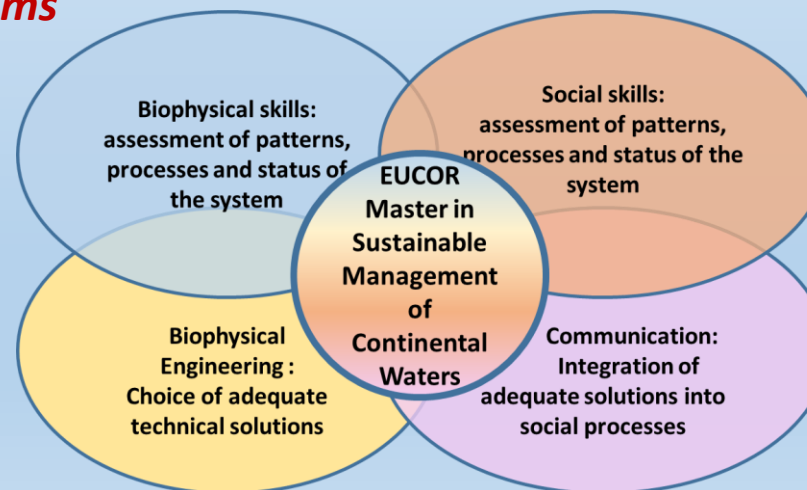 ms
Biophysical skills:
assessment of patterns,
processes and status of
the system
Social skills:
assessment of patterns,
processes and status of the
system
EUCOR
Master in
Sustainable
Management
of
Continental
Waters
Biophysical
Engineering :
Choice of adequate
technical solutions
Communication:
Integration of
adequate solutions into
social processes